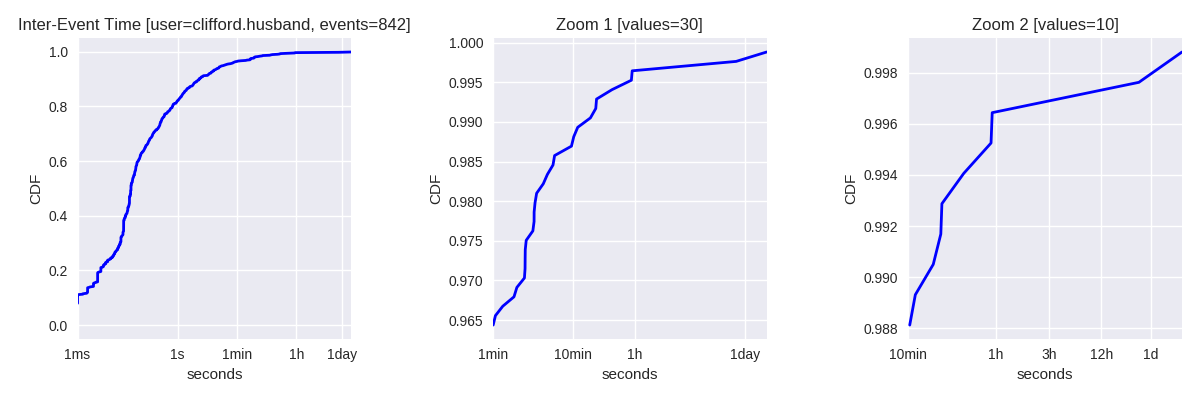 Inter-Event Time [user=clifford.husband, events=842]
CDF
1.0
0.8
0.6
0.4
0.2
0.0
1ms 1s 1min 1h 1day
seconds
Zoom 1 [values=30]
CDF
1.000
0.995
0.990
0.985
0.980
0.975
0.970
0.965
1min 10min 1h 1day
seconds
Zoom 2 [values=10]
CDF
0.998
0.996
0.994
0.992
0.990
0.988
10min 1h 3h 12h 1d
seconds